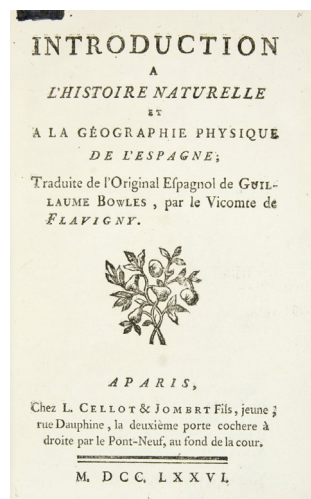 INTRODUCTION
A
L'HISTOIRE NATURELLE
ET
A LA GÉOGRAPHIE PHYSIQUE
DE L'ESPAGNE;
Traduite de l'Original Eſpagnol de GUIL-
LAUME BOWLES, par le Vicomte de
FLAVIGNY.
A PARIS,
Chez L. CELLOT & JOMBRT Fils, jeune;
rue Dauphine, la deuxième porte cochere à
droite par le Pont-Neuf, au fond de la cour.
M. DCC. LXXVI.